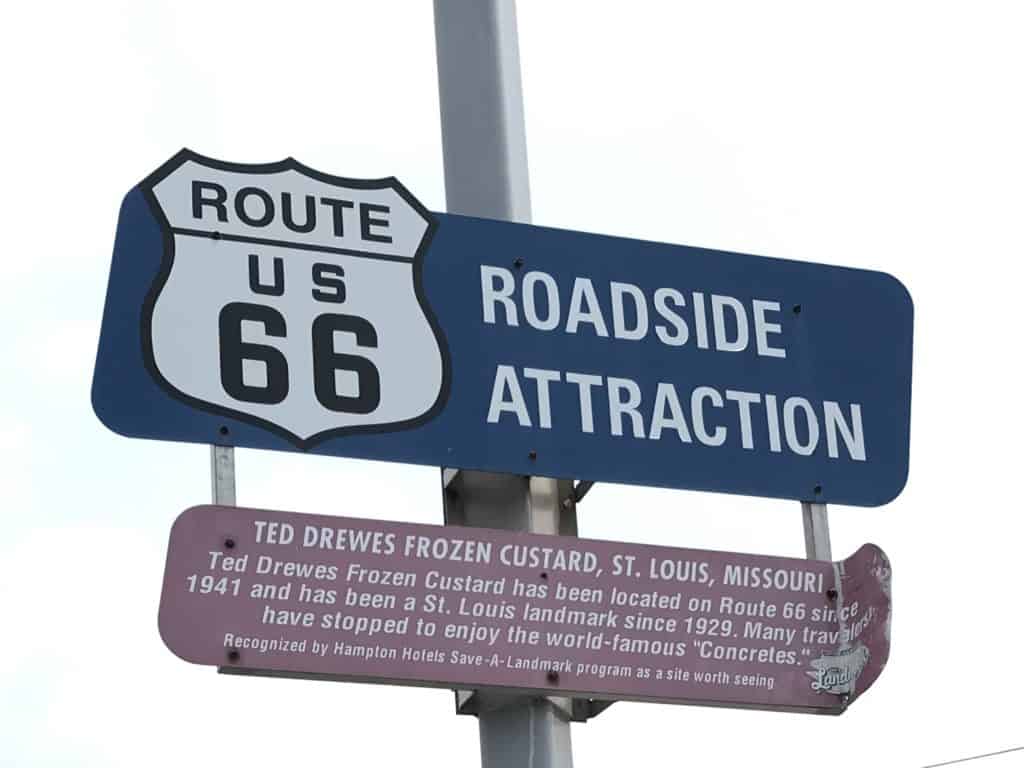 ROUTE
US
66
ROADSIDE
ATTRACTION
TED DREWES FROZEN CUSTARD, ST. LOUIS, MISSOURI
Ted Drewes Frozen Custard has been located on Route 66 since
1941 and has been a St. Louis landmark since 1929. Many travelers
have stopped to enjoy the world-famous "Concretes."
Recognized by Hampton Hotels Save-A-Landmark program as a site worth seeing